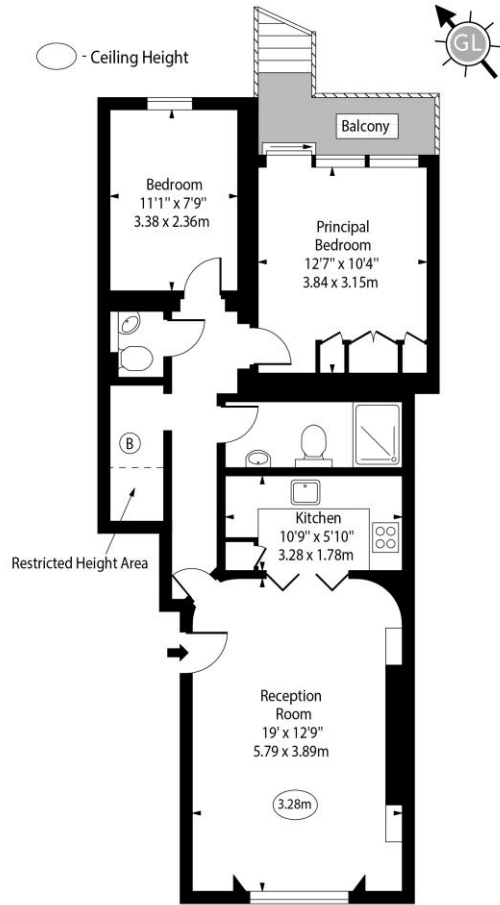 - Ceiling Height
GL
Balcony
Bedroom
11'1" x 7'9"
3.38 x 2.36m
Principal
Bedroom
12'7" x 10'4"
3.84 x 3.15m
B
Restricted Height Area
Kitchen
10'9" x 5'10"
3.28 x 1.78m
Reception
Room
19' x 12'9"
5.79 x 3.89m
3.28m